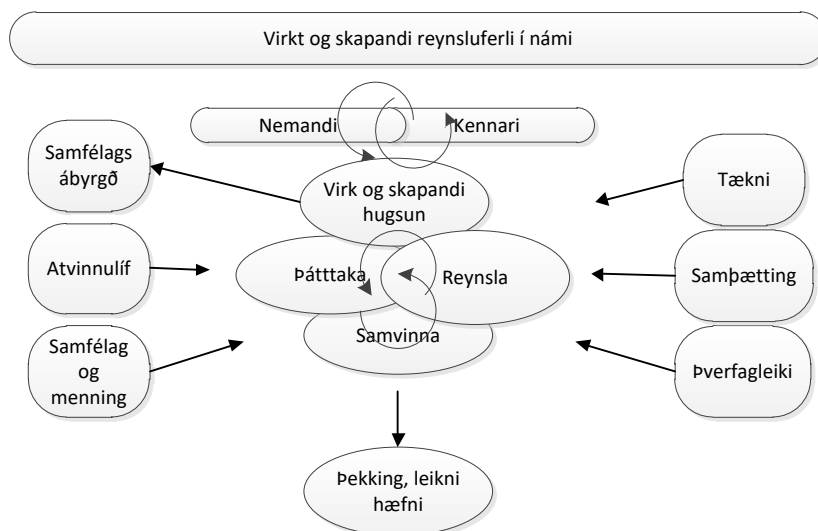 Virkt og skapandi reynsluferli í námi
Nemandi
Kennari
Samfélags
ábyrgð
Virk og skapandi
hugsun
Tækni
Atvinnulíf
Þátttaka
Reynsla
Samþætting
Samvinna
Samfélag
og
menning
Þverfagleiki
Þekking, leikni
hæfni